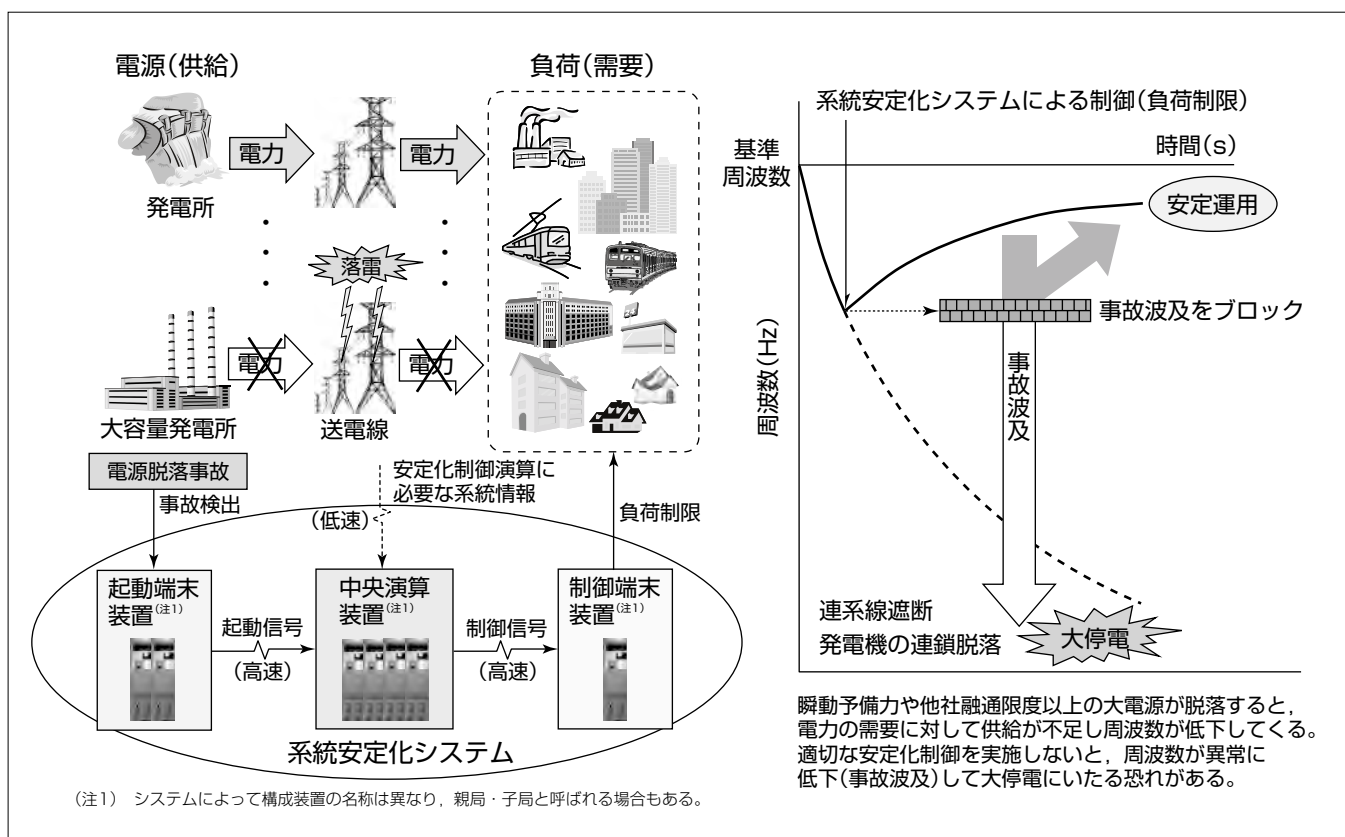 電源（供給）
負荷（需要）
電力
電力
発電所
落雷
電力
電力
大容量発電所
送電線
電源脱落事故
事故検出
安定化制御演算に
必要な系統情報
（低速）
負荷制限
起動端末
装置（注1）
起動信号
（高速）
中央演算
装置（注1）
制御信号
（高速）
制御端末
装置（注1）
系統安定化システム
（注1） システムによって構成装置の名称は異なり，親局・子局と呼ばれる場合もある。
系統安定化システムによる制御（負荷制限）
時間（s）
基準
周波数
安定運用
事故波及をブロック
周波数（Hz）
事故波及
連系線遮断
発電機の連鎖脱落
大停電
瞬動予備力や他社融通限度以上の大電源が脱落すると，
電力の需要に対して供給が不足し周波数が低下してくる。
適切な安定化制御を実施しないと，周波数が異常に
低下（事故波及）して大停電にいたる恐れがある。